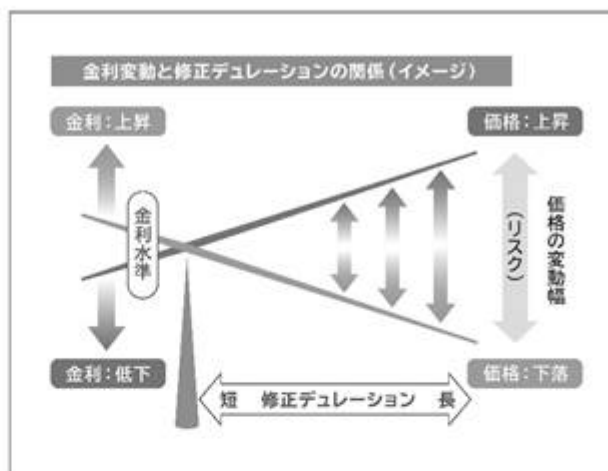 金利変動と修正デュレーションの関係(イメージ)
金利:上昇
価格:上昇
金利水準
価格の変動幅
(リスク)
金利:低下
価格:下落
短 修正デュレーション 長